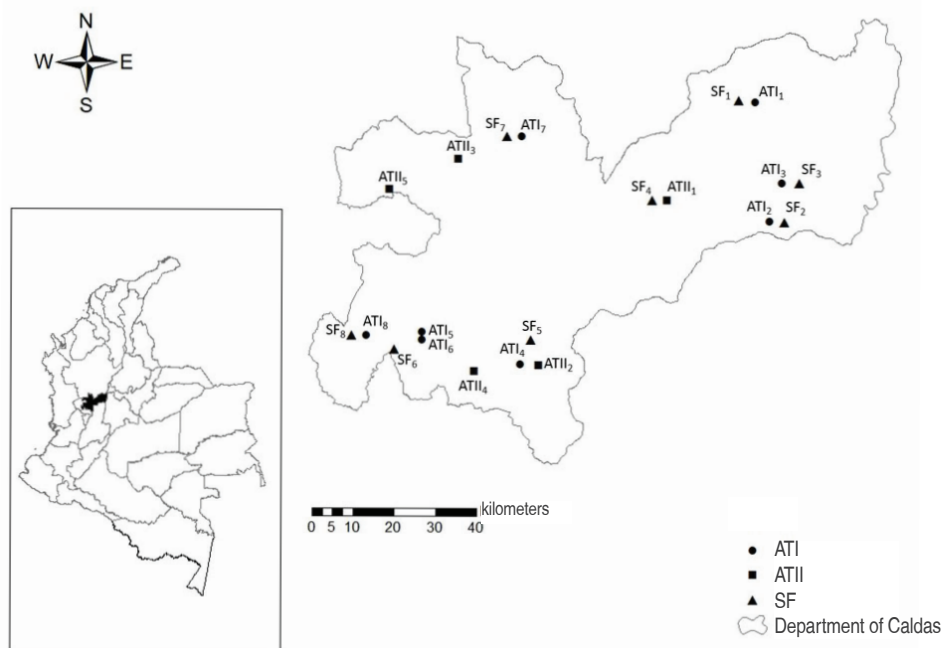 N
W E
S
SF1 ATI1
SF7 ATI7
ATII3
ATII5
ATI3 SF3
SF4 ATII1
ATI2 SF2
SF8 ATI8
ATI5
ATI6
SF6
SF5
ATI4
ATII2
ATII4
kilometers
0 5 10 20 30 40
ATI
ATII
SF
Department of Caldas